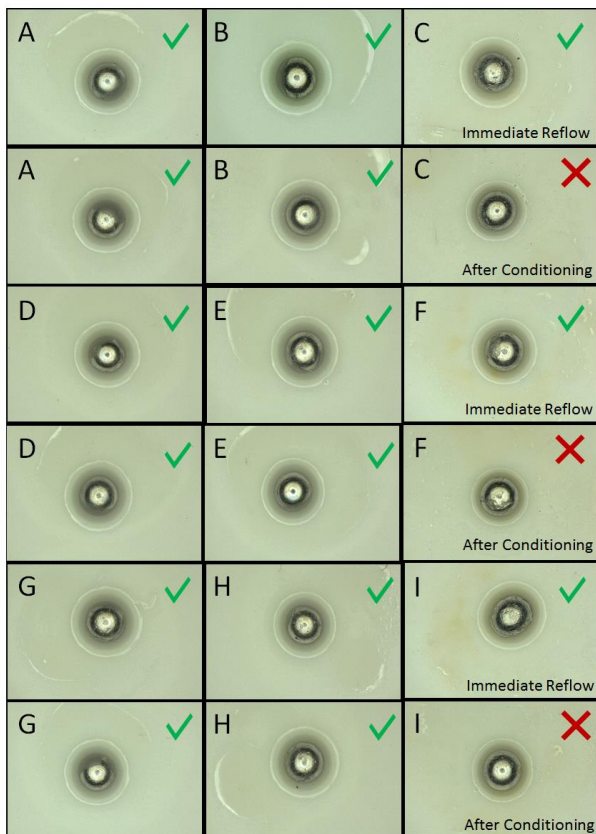 A B C
Immediate Reflow
A B C
After Conditioning
D E F
Immediate Reflow
D E F
After Conditioning
G H I
Immediate Reflow
G H I
After Conditioning